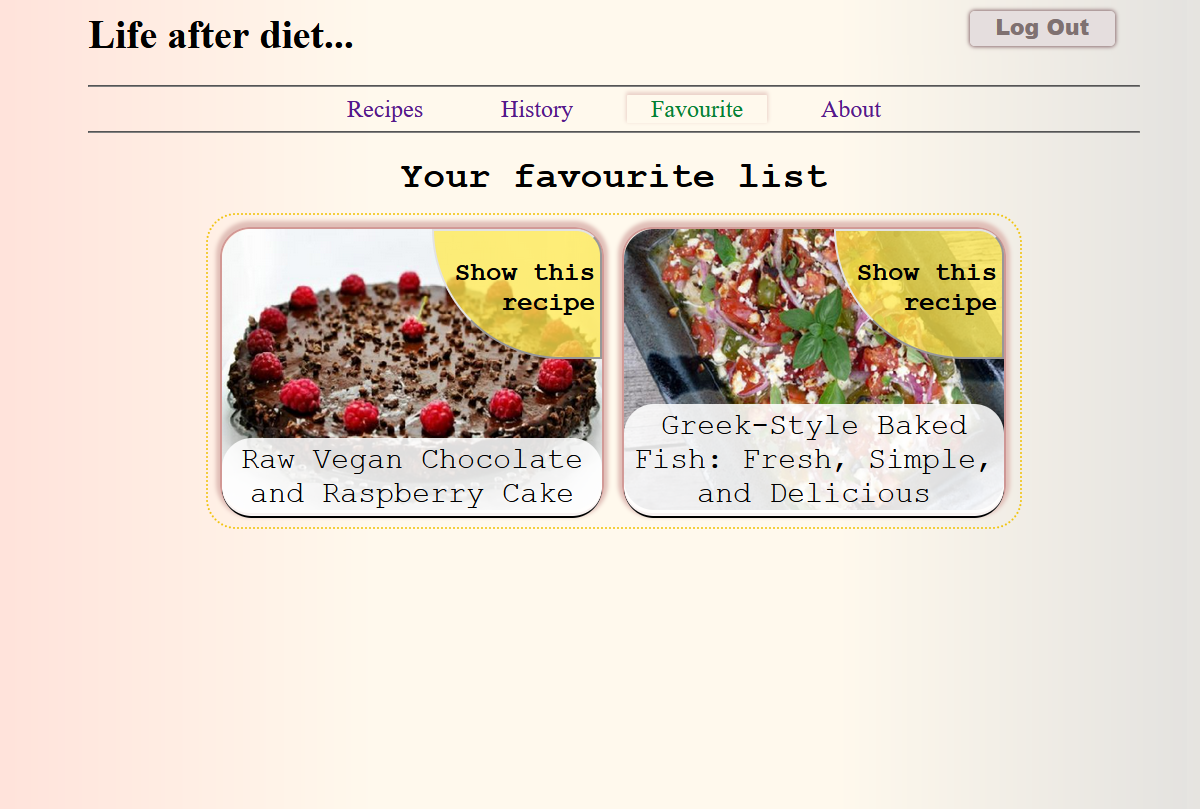 Life after diet...
Log Out
Recipes
History
Favourite
About
Your favourite list
Show this
recipe
Raw Vegan Chocolate
and Raspberry Cake
Show this
recipe
Greek-Style Baked
Fish: Fresh, Simple,
and Delicious